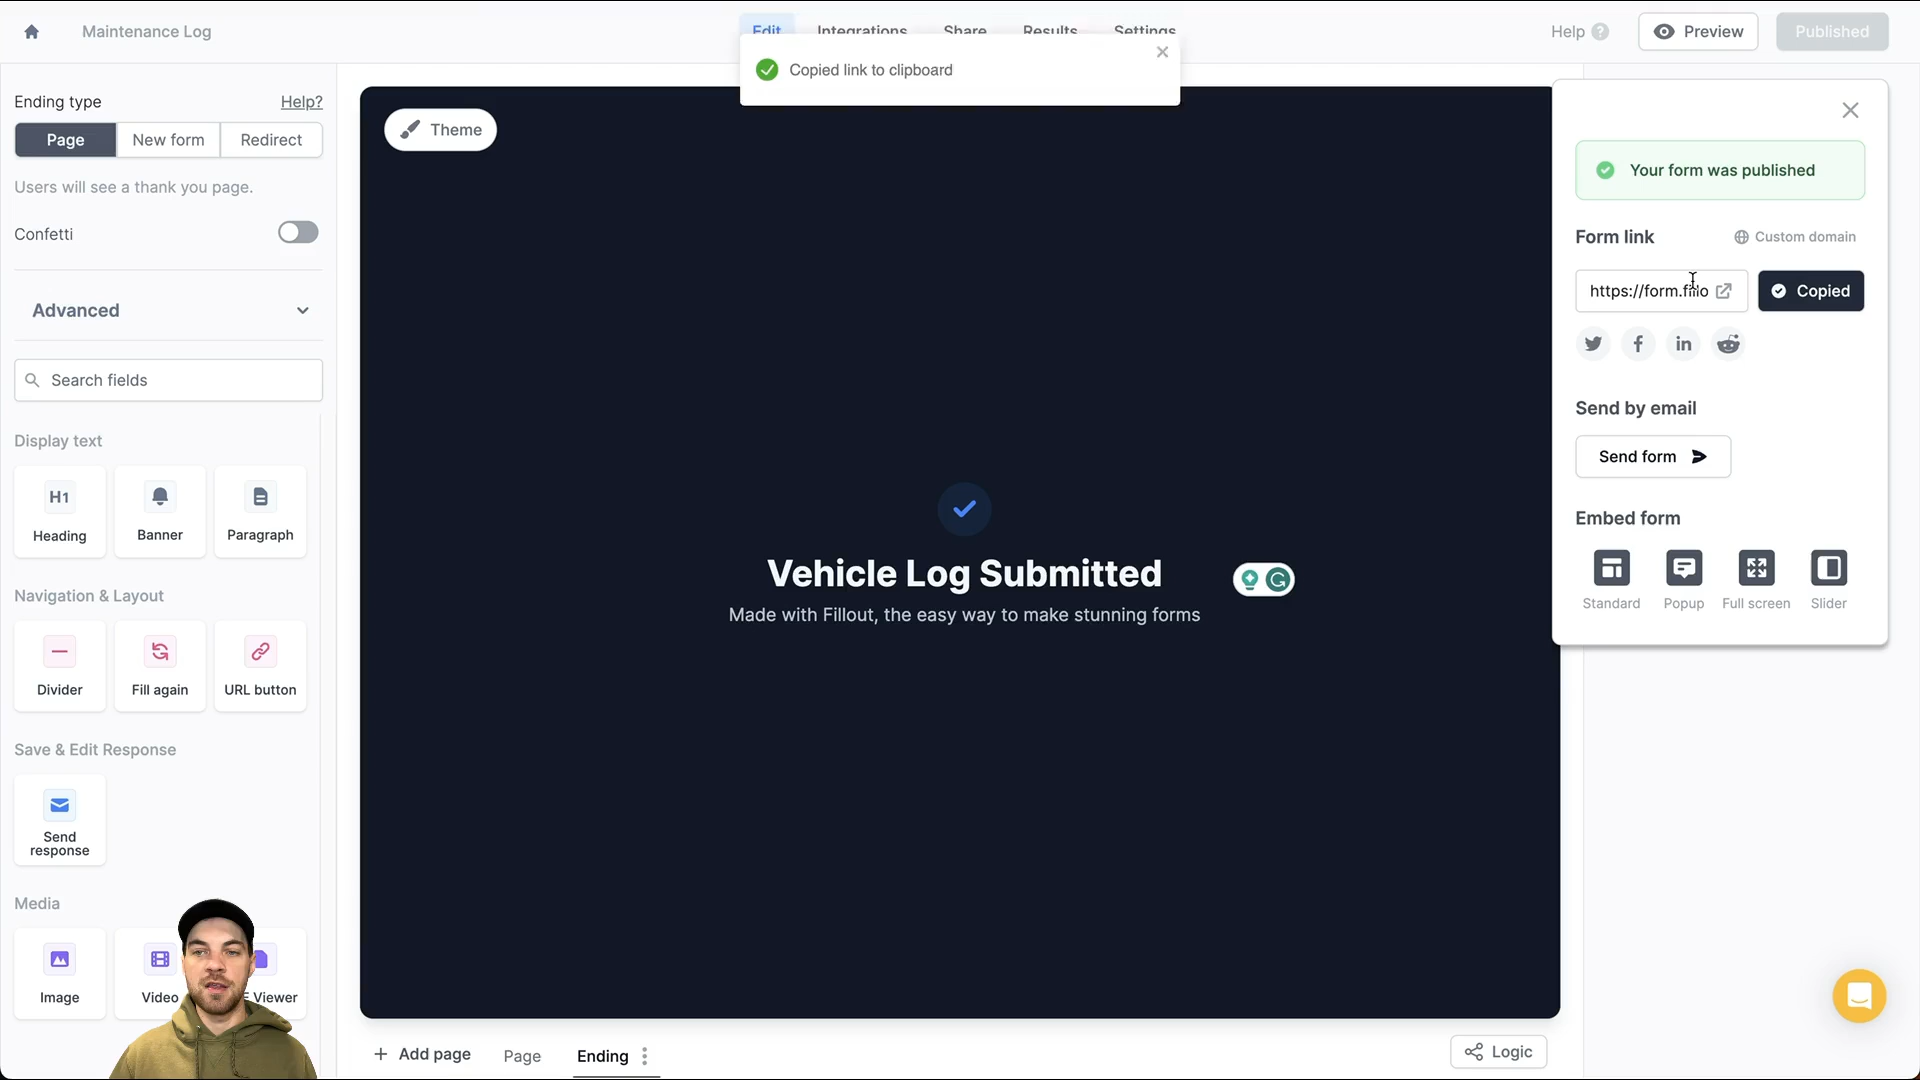 Maintenance Log
Edit
Integrations
Share
Results
Settings
Help
Preview
Published
Copied link to clipboard
Ending type
Help?
Page
New form
Redirect
Users will see a thank you page.
Confetti
Advanced
Search fields
Display text
H1
Heading
Banner
Paragraph
Navigation & Layout
Divider
Fill again
URL button
Save & Edit Response
Send
response
Media
Image
Video
Viewer
Theme
Vehicle Log Submitted
Made with Fillout, the easy way to make stunning forms
Your form was published
Form link
Custom domain
https://form.fillo
Copied
Send by email
Send form
Embed form
Standard
Popup
Full screen
Slider
Add page
Page
Ending
Logic